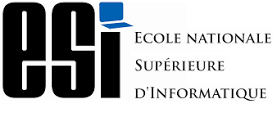 esi
ECOLE NATIONALE
SUPÉRIEURE
D'INFORMATIQUE